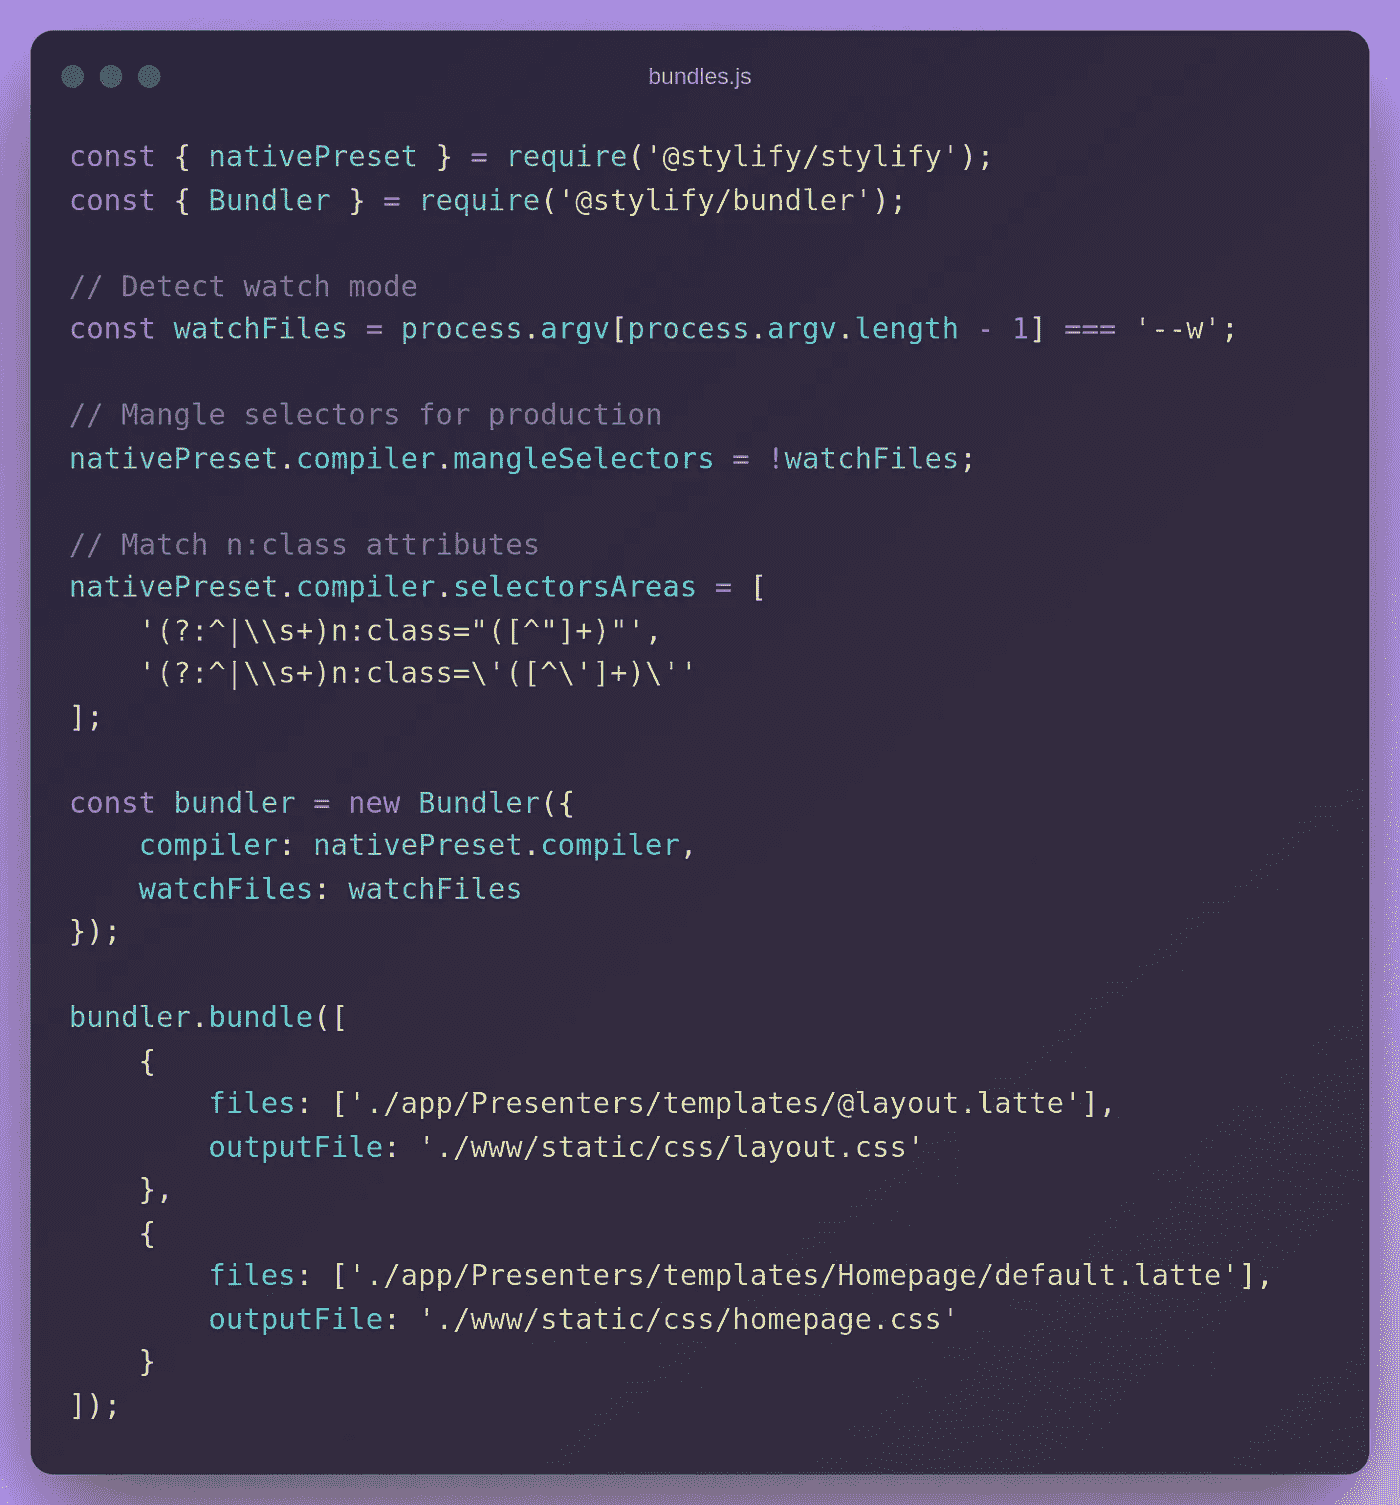 bundles.js
const { nativePreset } = require('@stylify/stylify');
const { Bundler } = require('@stylify/bundler');
// Detect watch mode
const watchFiles = process.argv[process.argv.length - 1] === '--w';
// Mangle selectors for production
nativePreset.compiler.mangleSelectors = !watchFiles;
// Match n:class attributes
nativePreset.compiler.selectorsAreas = [
    '(?:^|\\s+)n:class="([^"]+)"',
    '(?:^|\\s+)n:class=\'([^\']+)\''
];
const bundler = new Bundler({
    compiler: nativePreset.compiler,
    watchFiles: watchFiles
});
bundler.bundle([
    {
        files: ['./app/Presenters/templates/@layout.latte'],
        outputFile: './www/static/css/layout.css'
    },
    {
        files: ['./app/Presenters/templates/Homepage/default.latte'],
        outputFile: './www/static/css/homepage.css'
    }
]);